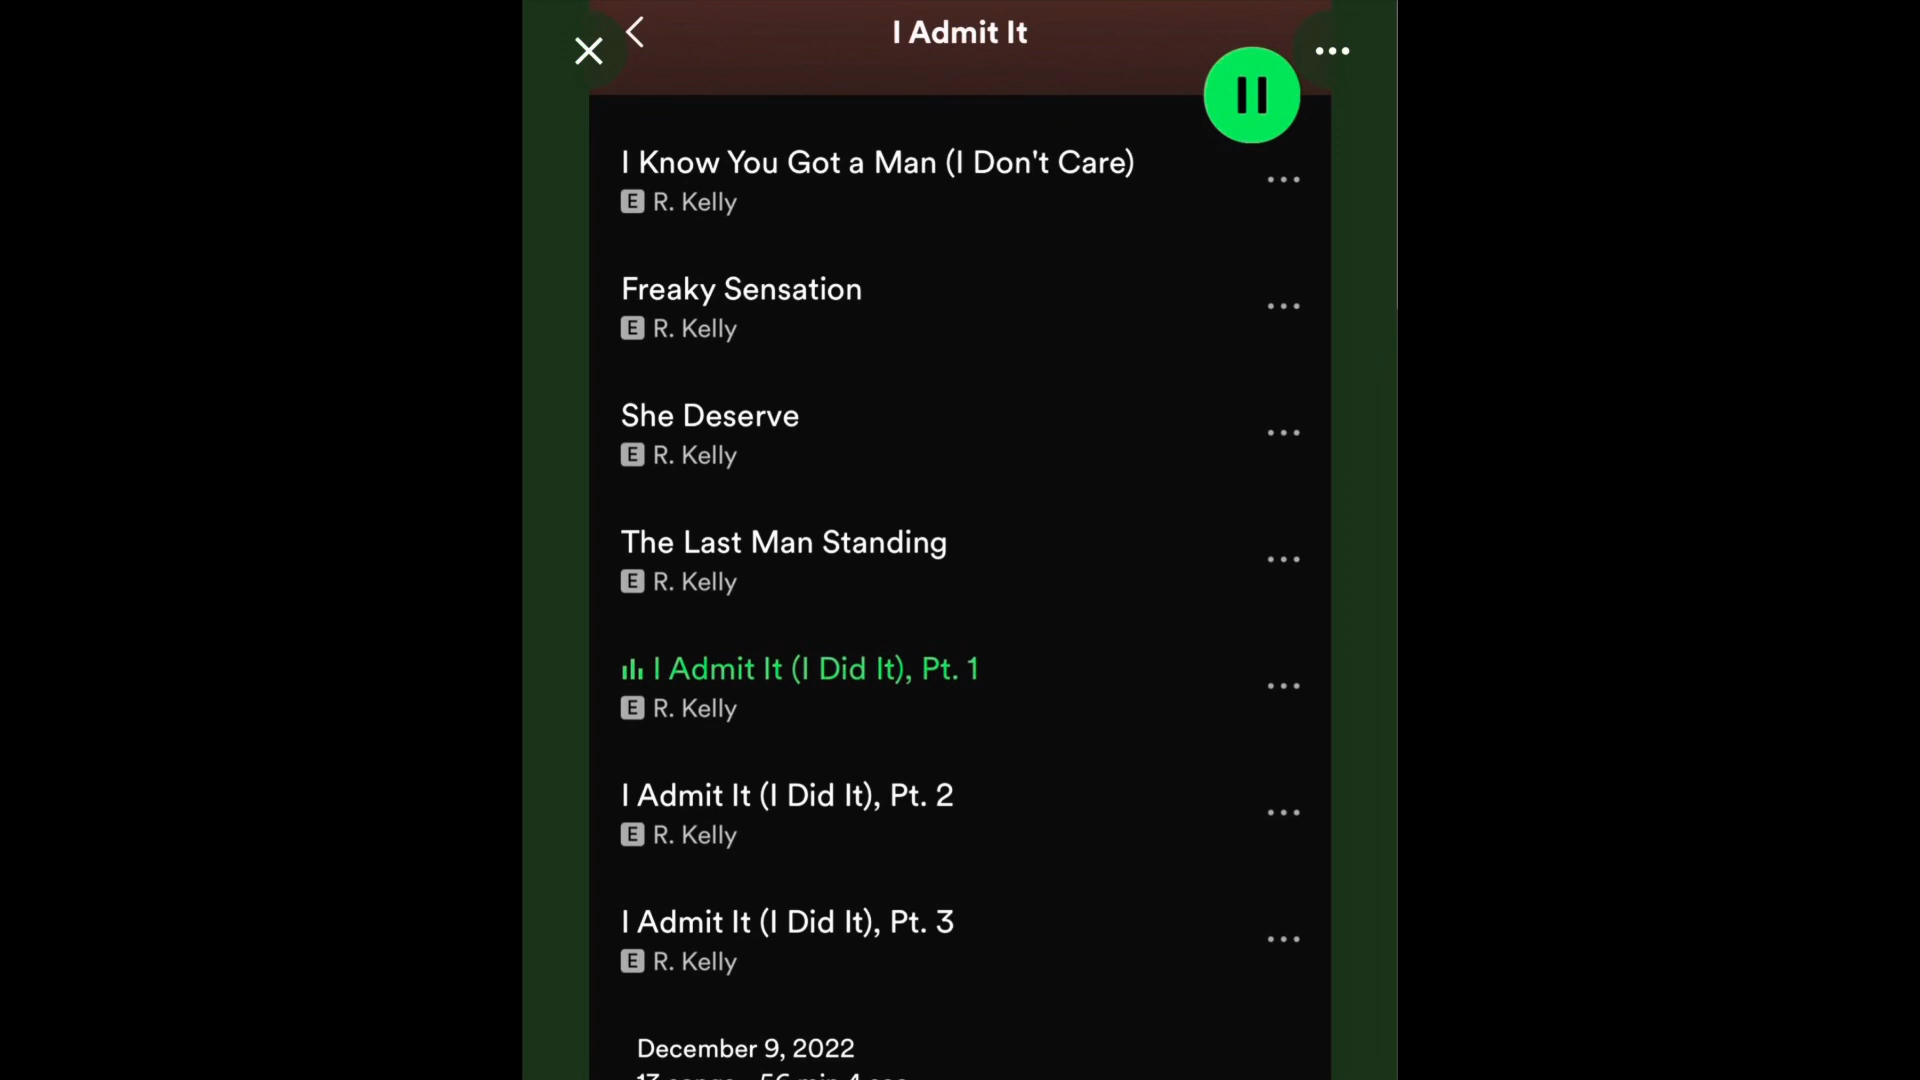 I Admit It
I Know You Got a Man (I Don't Care)
E R. Kelly
Freaky Sensation
E R. Kelly
She Deserve
E R. Kelly
The Last Man Standing
E R. Kelly
I Admit It (I Did It), Pt. 1
E R. Kelly
I Admit It (I Did It), Pt. 2
E R. Kelly
I Admit It (I Did It), Pt. 3
E R. Kelly
December 9, 2022